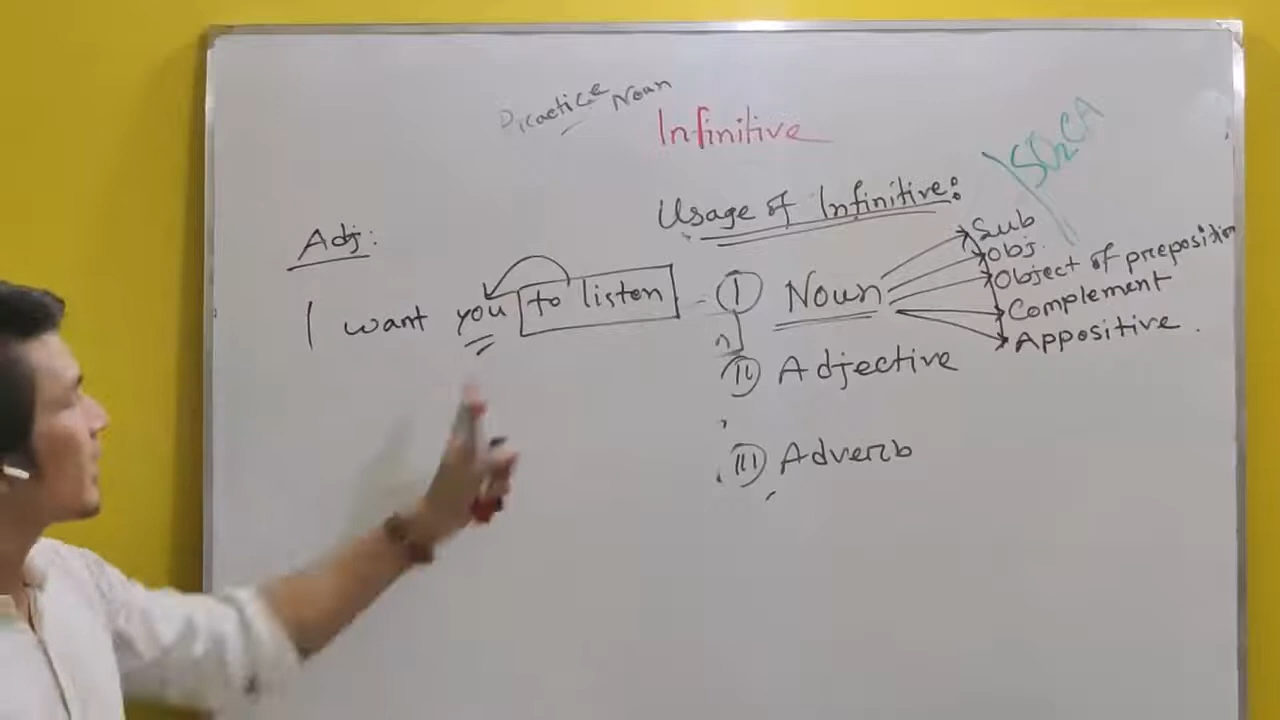 Practice Noun
Infinitive
SO2CA
Usage of Infinitive:
Adj:
I want you to listen
I Noun
Sub
Obj.
Object of preposition
Complement
Appositive.
II Adjective
III Adverb